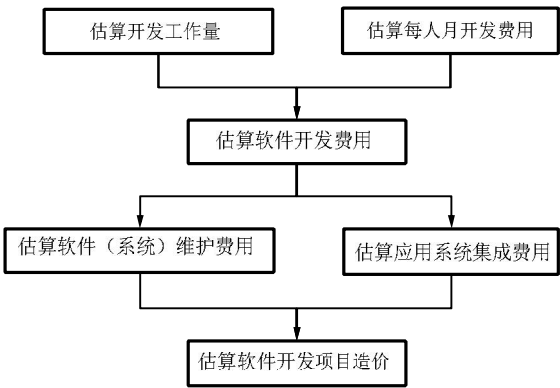 估算开发工作量
估算每人月开发费用
估算软件开发费用
估算软件（系统）维护费用
估算应用系统集成费用
估算软件开发项目造价